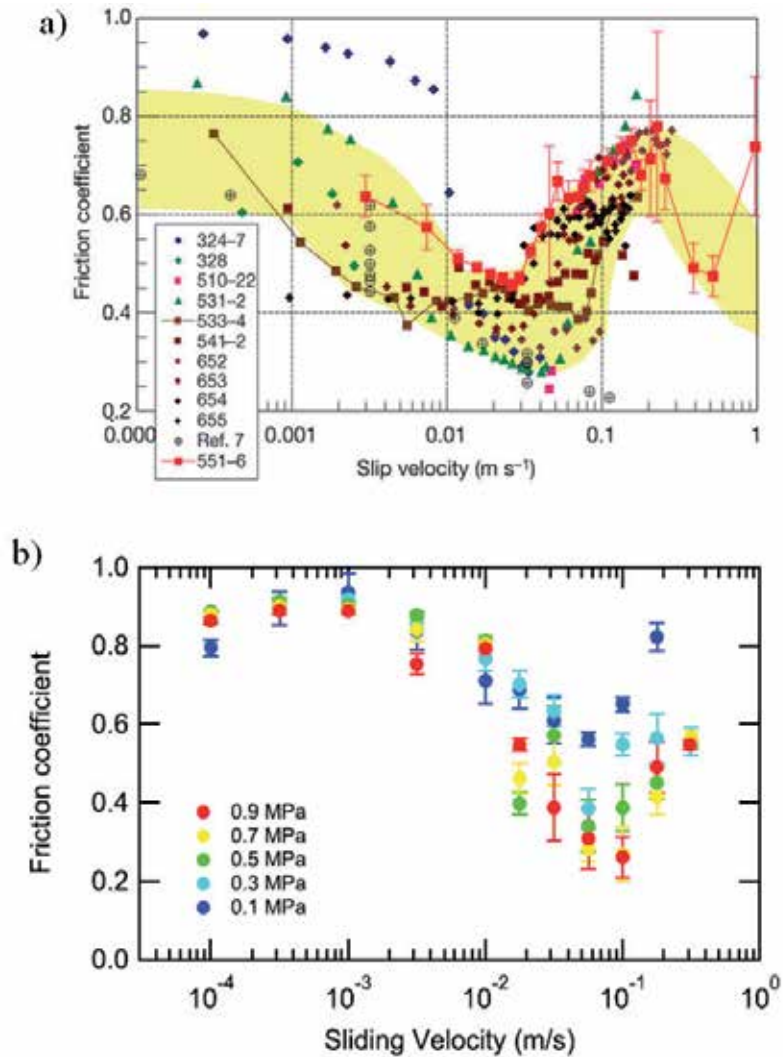 a)
1.0
0.8
0.6
0.4
0.2
Friction coefficient
324–7
328
510–22
531–2
533–4
541–2
652
653
654
655
Ref. 7
551–6
0.000
0.001
0.01
0.1
1
Slip velocity (m s⁻¹)
b)
1.0
0.8
0.6
0.4
0.2
0.0
Friction coefficient
0.9 MPa
0.7 MPa
0.5 MPa
0.3 MPa
0.1 MPa
10⁻⁴
10⁻³
10⁻²
10⁻¹
10⁰
Sliding Velocity (m/s)